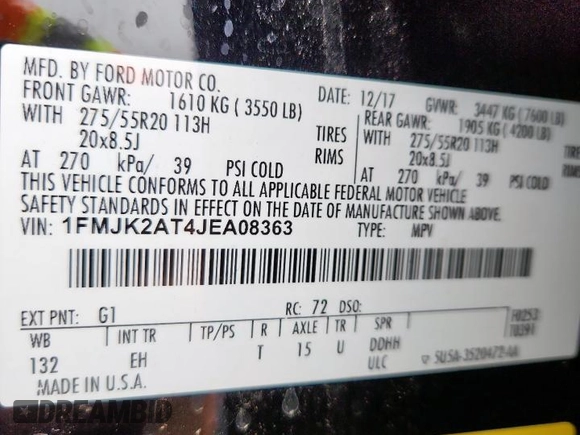 MFD. BY FORD MOTOR CO.
DATE: 12/17 GVWR: 3447 KG (7600 LB)
FRONT GAWR: 1610 KG (3550 LB) REAR GAWR: 1905 KG (4200 LB)
WITH 275/55R20 113H TIRES WITH 275/55R20 113H TIRES
20x8.5J RIMS 20x8.5J
AT 270 kPa/ 39 PSI COLD AT 270 kPa/ 39 PSI COLD
THIS VEHICLE CONFORMS TO ALL APPLICABLE FEDERAL MOTOR VEHICLE
SAFETY STANDARDS IN EFFECT ON THE DATE OF MANUFACTURE SHOWN ABOVE.
VIN: 1FMJK2AT4JEA08363 TYPE: MPV
EXT PNT: G1 RC: 72 DSO:
WB INT TR TP/PS R AXLE TR SPR
132 EH T 15 U DDHH
ULC
MADE IN U.S.A.
DREAMBID